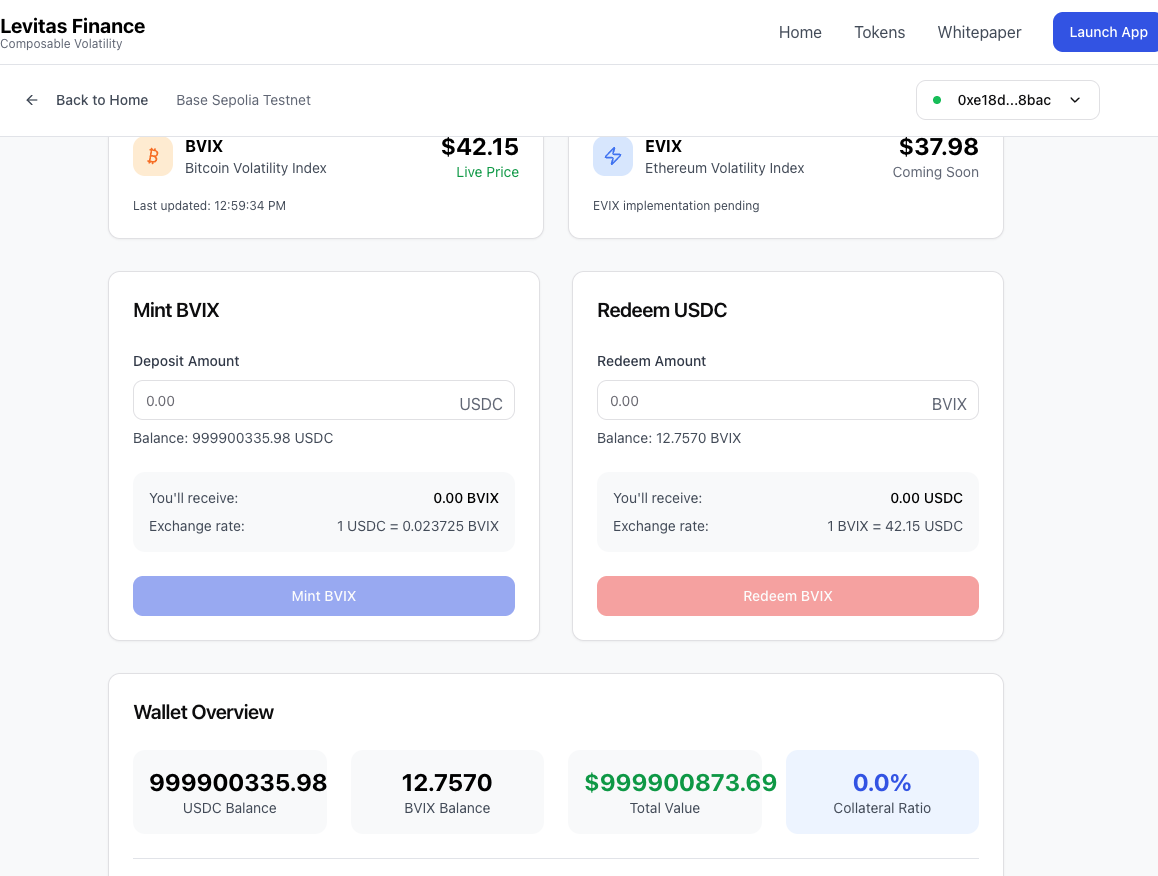 Levitas Finance
Composable Volatility
Home
Tokens
Whitepaper
Launch App
Back to Home
Base Sepolia Testnet
0xe18d...8bac
BVIX
Bitcoin Volatility Index
$42.15
Live Price
Last updated: 12:59:34 PM
EVIX
Ethereum Volatility Index
$37.98
Coming Soon
EVIX implementation pending
Mint BVIX
Deposit Amount
0.00
USDC
Balance: 999900335.98 USDC
You'll receive:
0.00 BVIX
Exchange rate:
1 USDC = 0.023725 BVIX
Mint BVIX
Redeem USDC
Redeem Amount
0.00
BVIX
Balance: 12.7570 BVIX
You'll receive:
0.00 USDC
Exchange rate:
1 BVIX = 42.15 USDC
Redeem BVIX
Wallet Overview
999900335.98
USDC Balance
12.7570
BVIX Balance
$999900873.69
Total Value
0.0%
Collateral Ratio